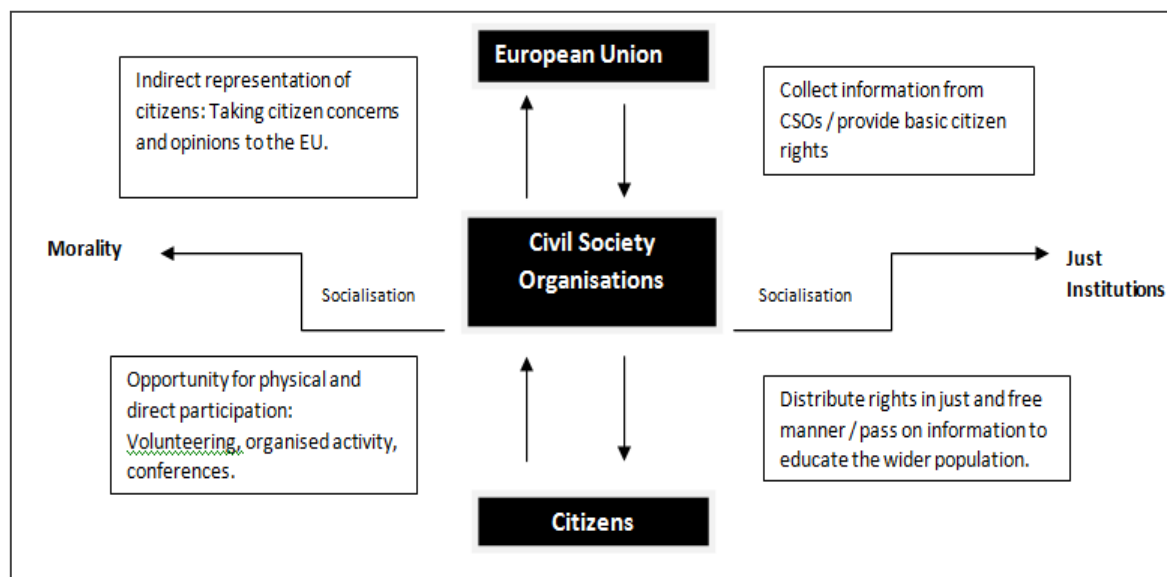 European Union
Indirect representation of
citizens: Taking citizen concerns
and opinions to the EU.
Collect information from
CSOs / provide basic citizen
rights
Morality
Socialisation
Civil Society
Organisations
Socialisation
Just
Institutions
Opportunity for physical and
direct participation:
Volunteering, organised activity,
conferences.
Distribute rights in just and free
manner / pass on information to
educate the wider population.
Citizens